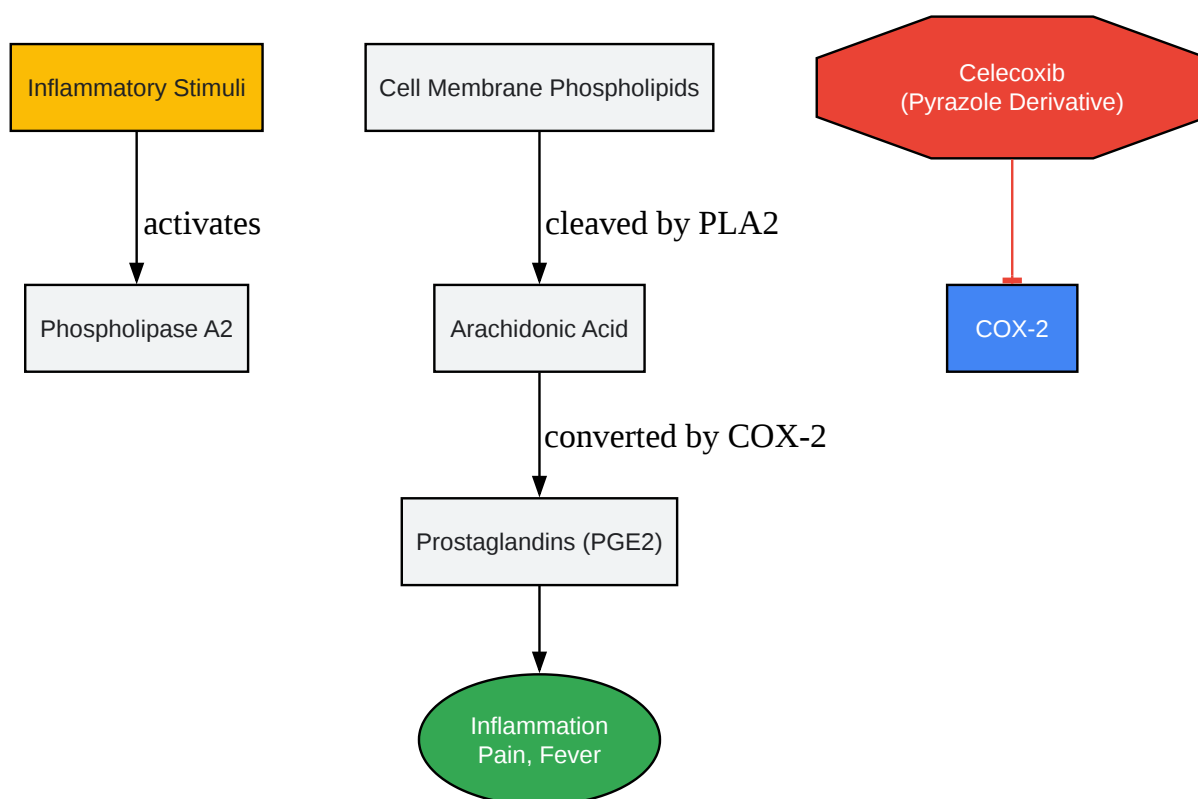 Inflammatory Stimuli
Cell Membrane Phospholipids
Celecoxib
(Pyrazole Derivative)
activates
cleaved by PLA2
Phospholipase A2
Arachidonic Acid
COX-2
converted by COX-2
Prostaglandins (PGE2)
Inflammation
Pain, Fever